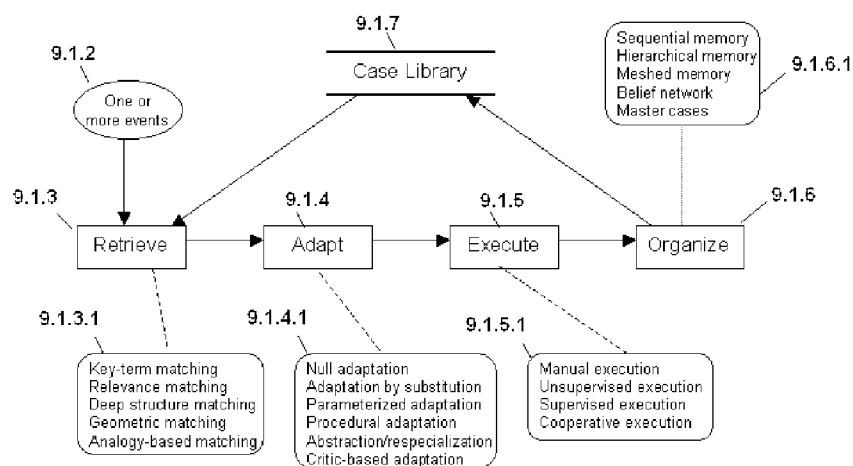 9.1.7
Case Library
9.1.2
One or
more events
Sequential memory
Hierarchical memory
Meshed memory
Belief network
Master cases
9.1.6.1
9.1.3
Retrieve
9.1.4
Adapt
9.1.5
Execute
9.1.6
Organize
9.1.3.1
Key-term matching
Relevance matching
Deep structure matching
Geometric matching
Analogy-based matching
9.1.4.1
Null adaptation
Adaptation by substitution
Parameterized adaptation
Procedural adaptation
Abstraction/respecialization
Critic-based adaptation
9.1.5.1
Manual execution
Unsupervised execution
Supervised execution
Cooperative execution